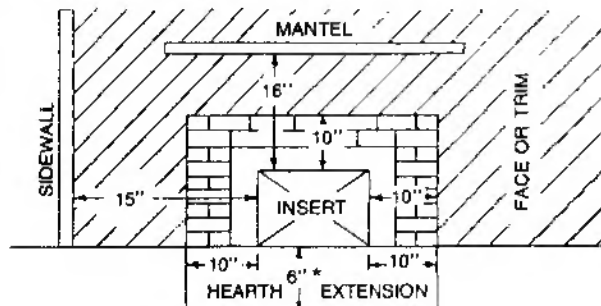 MANTEL
16"
10"
SIDEWALL
FACE OR TRIM
15"
INSERT
10"
10"
6" *
10"
HEARTH EXTENSION